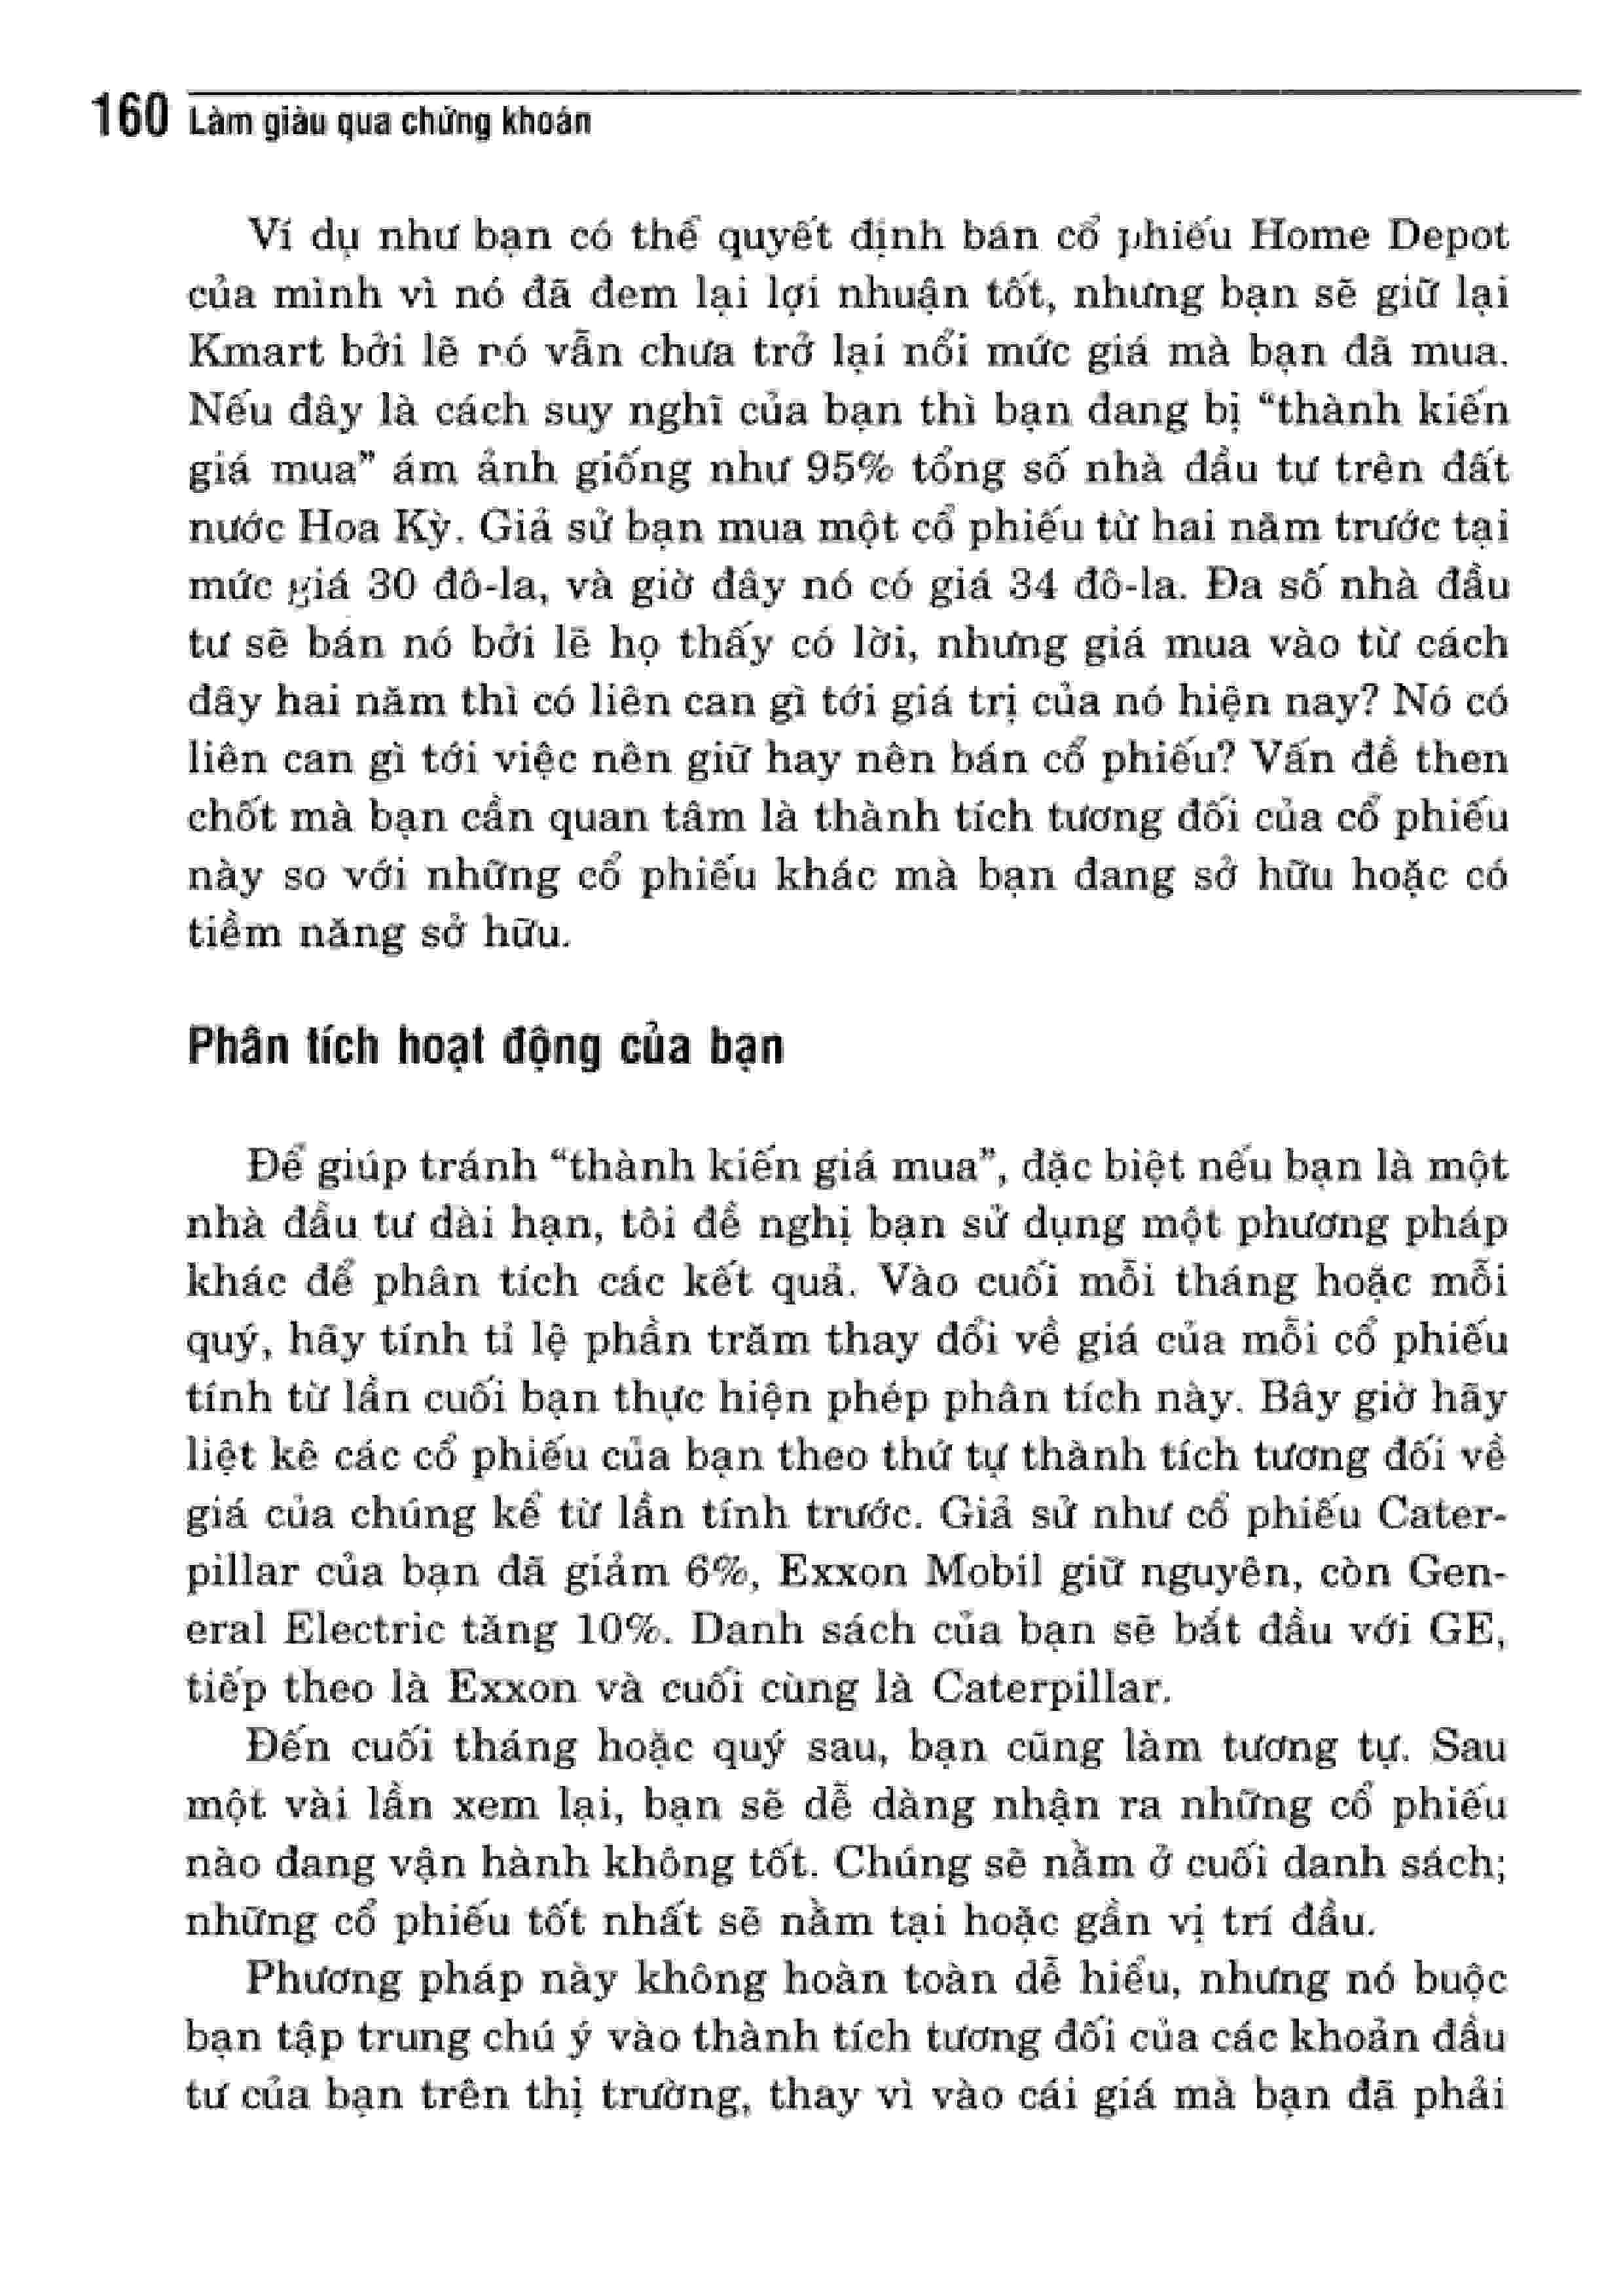 160 Làm giàu qua chứng khoán
Ví dụ như bạn có thể quyết định bán cổ phiếu Home Depot
của mình vì nó đã đem lại lợi nhuận tốt, nhưng bạn sẽ giữ lại
Kmart bởi lẽ nó vẫn chưa trở lại nổi mức giá mà bạn đã mua.
Nếu đây là cách suy nghĩ của bạn thì bạn đang bị “thành kiến
giá mua” ám ảnh giống như 95% tổng số nhà đầu tư trên đất
nước Hoa Kỳ. Giả sử bạn mua một cổ phiếu từ hai năm trước tại
mức giá 30 đô-la, và giờ đây nó có giá 34 đô-la. Đa số nhà đầu
tư sẽ bán nó bởi lẽ họ thấy có lời, nhưng giá mua vào từ cách
đây hai năm thì có liên can gì tới giá trị của nó hiện nay? Nó có
liên can gì tới việc nên giữ hay nên bán cổ phiếu? Vấn đề then
chốt mà bạn cần quan tâm là thành tích tương đối của cổ phiếu
này so với những cổ phiếu khác mà bạn đang sở hữu hoặc có
tiềm năng sở hữu.
Phân tích hoạt động của bạn
Để giúp tránh “thành kiến giá mua”, đặc biệt nếu bạn là một
nhà đầu tư dài hạn, tôi đề nghị bạn sử dụng một phương pháp
khác để phân tích các kết quả. Vào cuối mỗi tháng hoặc mỗi
quý, hãy tính tỉ lệ phần trăm thay đổi về giá của mỗi cổ phiếu
tính từ lần cuối bạn thực hiện phép phân tích này. Bây giờ hãy
liệt kê các cổ phiếu của bạn theo thứ tự thành tích tương đối về
giá của chúng kể từ lần tính trước. Giả sử như cổ phiếu Cater-
pillar của bạn đã giảm 6%, Exxon Mobil giữ nguyên, còn Gen-
eral Electric tăng 10%. Danh sách của bạn sẽ bắt đầu với GE,
tiếp theo là Exxon và cuối cùng là Caterpillar.
Đến cuối tháng hoặc quý sau, bạn cũng làm tương tự. Sau
một vài lần xem lại, bạn sẽ dễ dàng nhận ra những cổ phiếu
nào đang vận hành không tốt. Chúng sẽ nằm ở cuối danh sách;
những cổ phiếu tốt nhất sẽ nằm tại hoặc gần vị trí đầu.
Phương pháp này không hoàn toàn dễ hiểu, nhưng nó buộc
bạn tập trung chú ý vào thành tích tương đối của các khoản đầu
tư của bạn trên thị trường, thay vì vào cái giá mà bạn đã phải